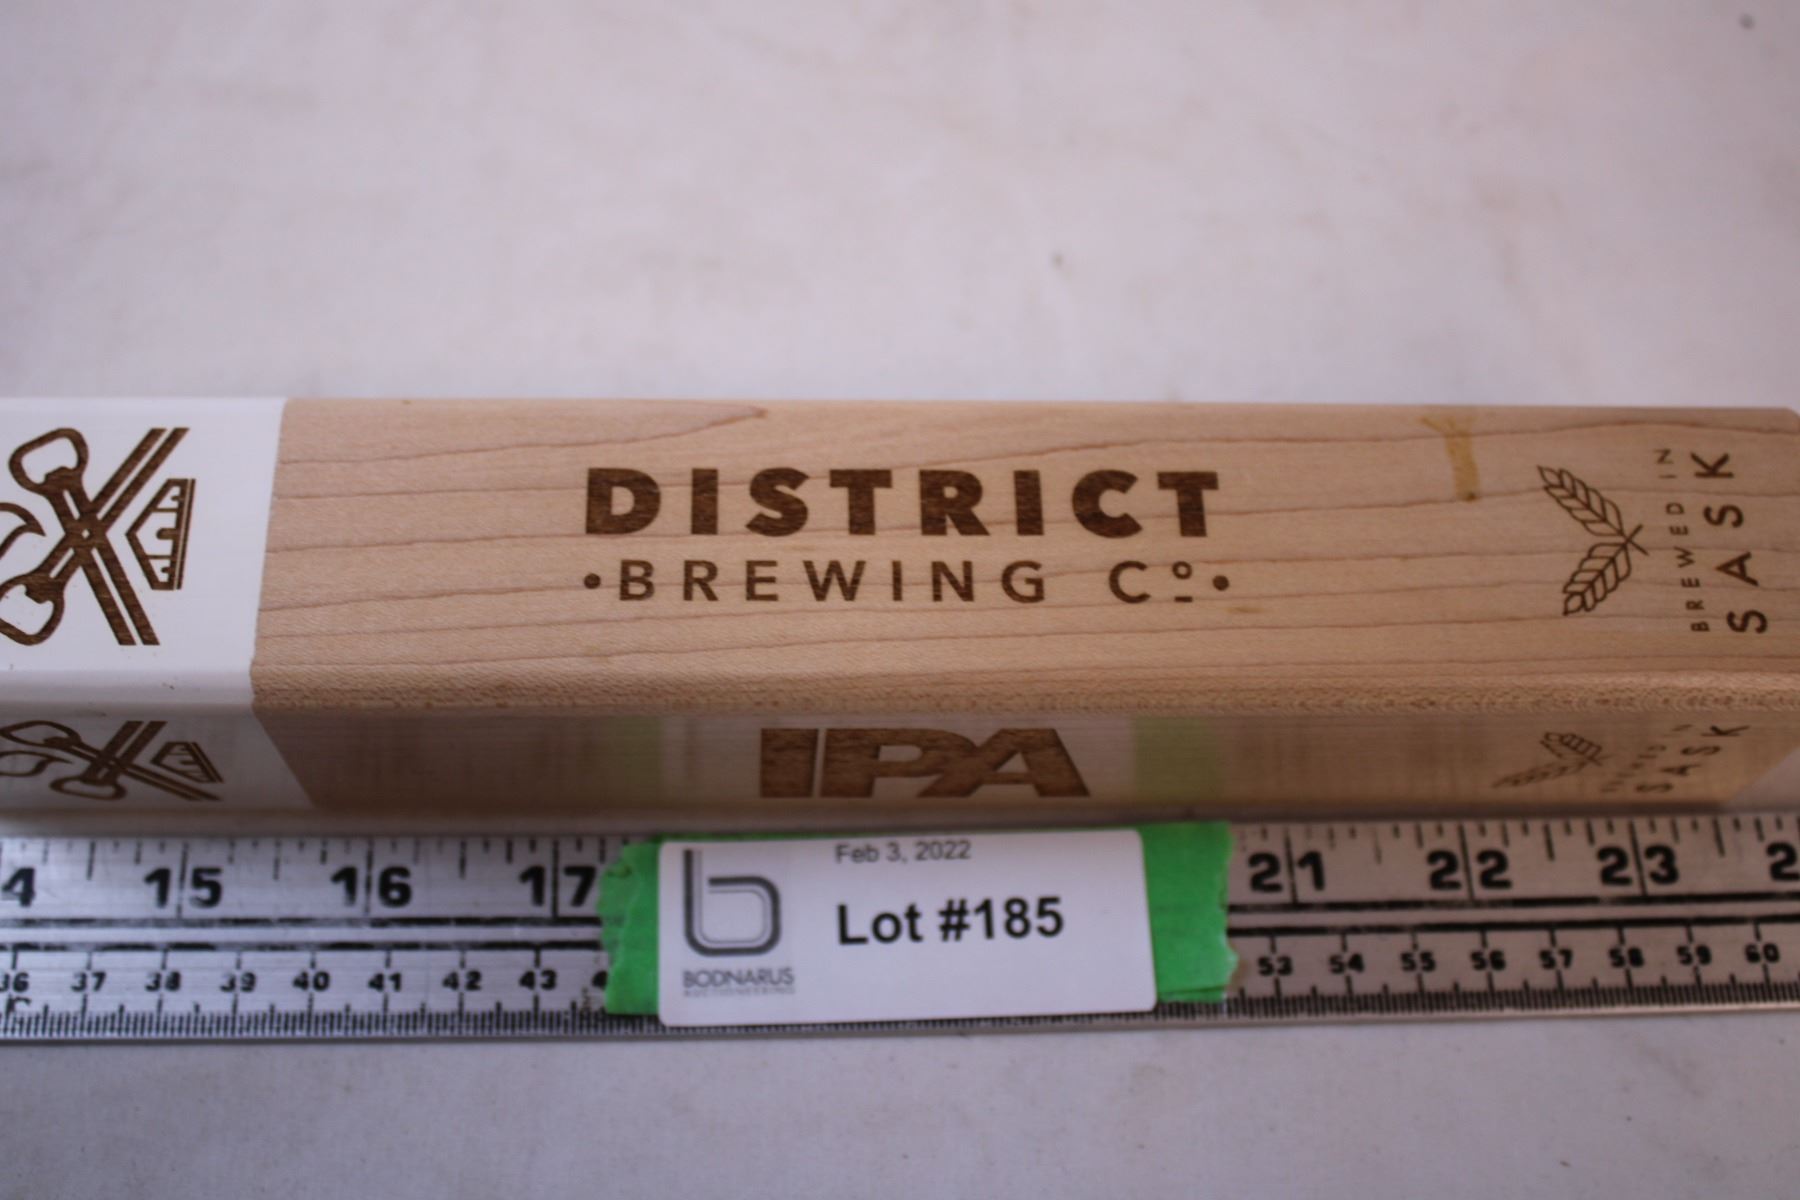 DISTRICT
•BREWING Cº•
BREWED IN
SASK
IPA
SASK
15 16 17 21 22 23
36 37 38 39 40 41 42 43 53 54 55 56 57 58 59 60
Feb 3, 2022
Lot #185
b
BODNARUS
AUCTIONEERING